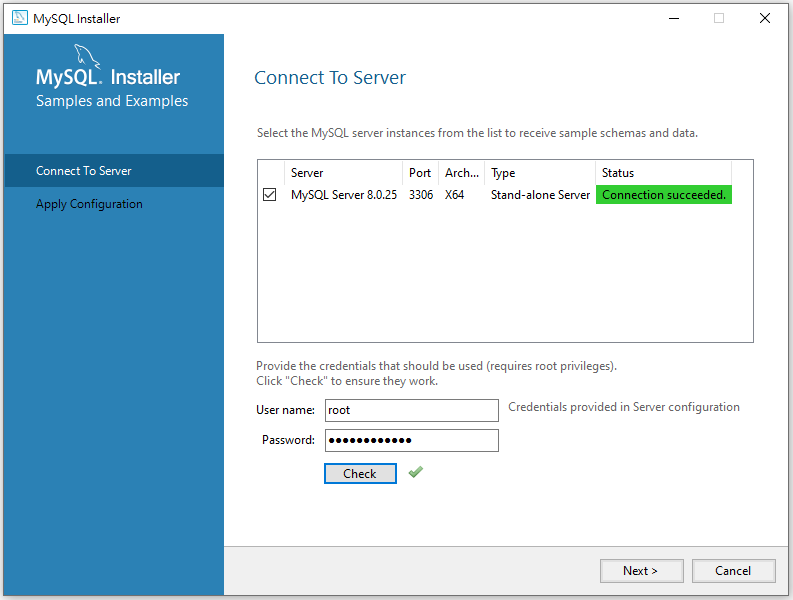 MySQL Installer
MySQL. Installer
Samples and Examples
Connect To Server
Apply Configuration
Connect To Server
Select the MySQL server instances from the list to receive sample schemas and data.
Server Port Arch... Type Status
MySQL Server 8.0.25 3306 X64 Stand-alone Server Connection succeeded.
Provide the credentials that should be used (requires root privileges).
Click "Check" to ensure they work.
User name: root Credentials provided in Server configuration
Password: ●●●●●●●●●●●●
Check
Next > Cancel